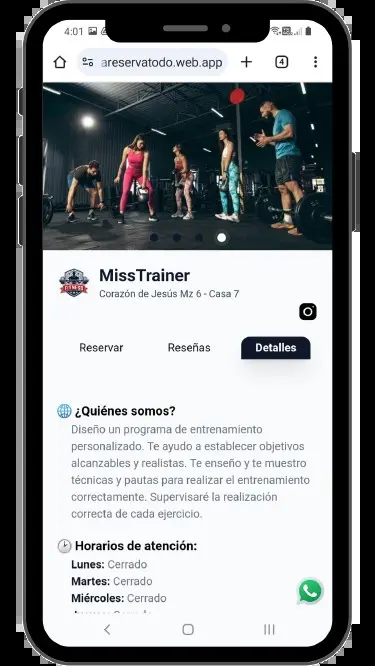 4:01
areservatodo.web.app
4
FITNESS
MissTrainer
Corazón de Jesús Mz 6 - Casa 7
Reservar
Reseñas
Detalles
¿Quiénes somos?
Diseño un programa de entrenamiento
personalizado. Te ayudo a establecer objetivos
alcanzables y realistas. Te enseño y te muestro
técnicas y pautas para realizar el entrenamiento
correctamente. Supervisaré la realización
correcta de cada ejercicio.
Horarios de atención:
Lunes: Cerrado
Martes: Cerrado
Miércoles: Cerrado